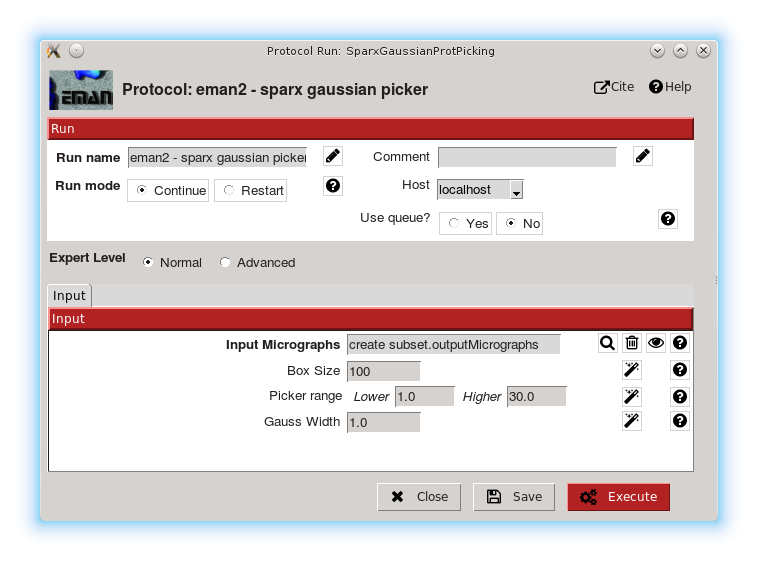 Protocol Run: SparxGaussianProtPicking
EMAN
Protocol: eman2 - sparx gaussian picker
Cite
Help
Run
Run name eman2 - sparx gaussian picker Comment
Run mode Continue Restart Host localhost
Use queue? Yes No
Expert Level Normal Advanced
Input
Input
Input Micrographs create subset.outputMicrographs
Box Size 100
Picker range Lower 1.0 Higher 30.0
Gauss Width 1.0
Close Save Execute